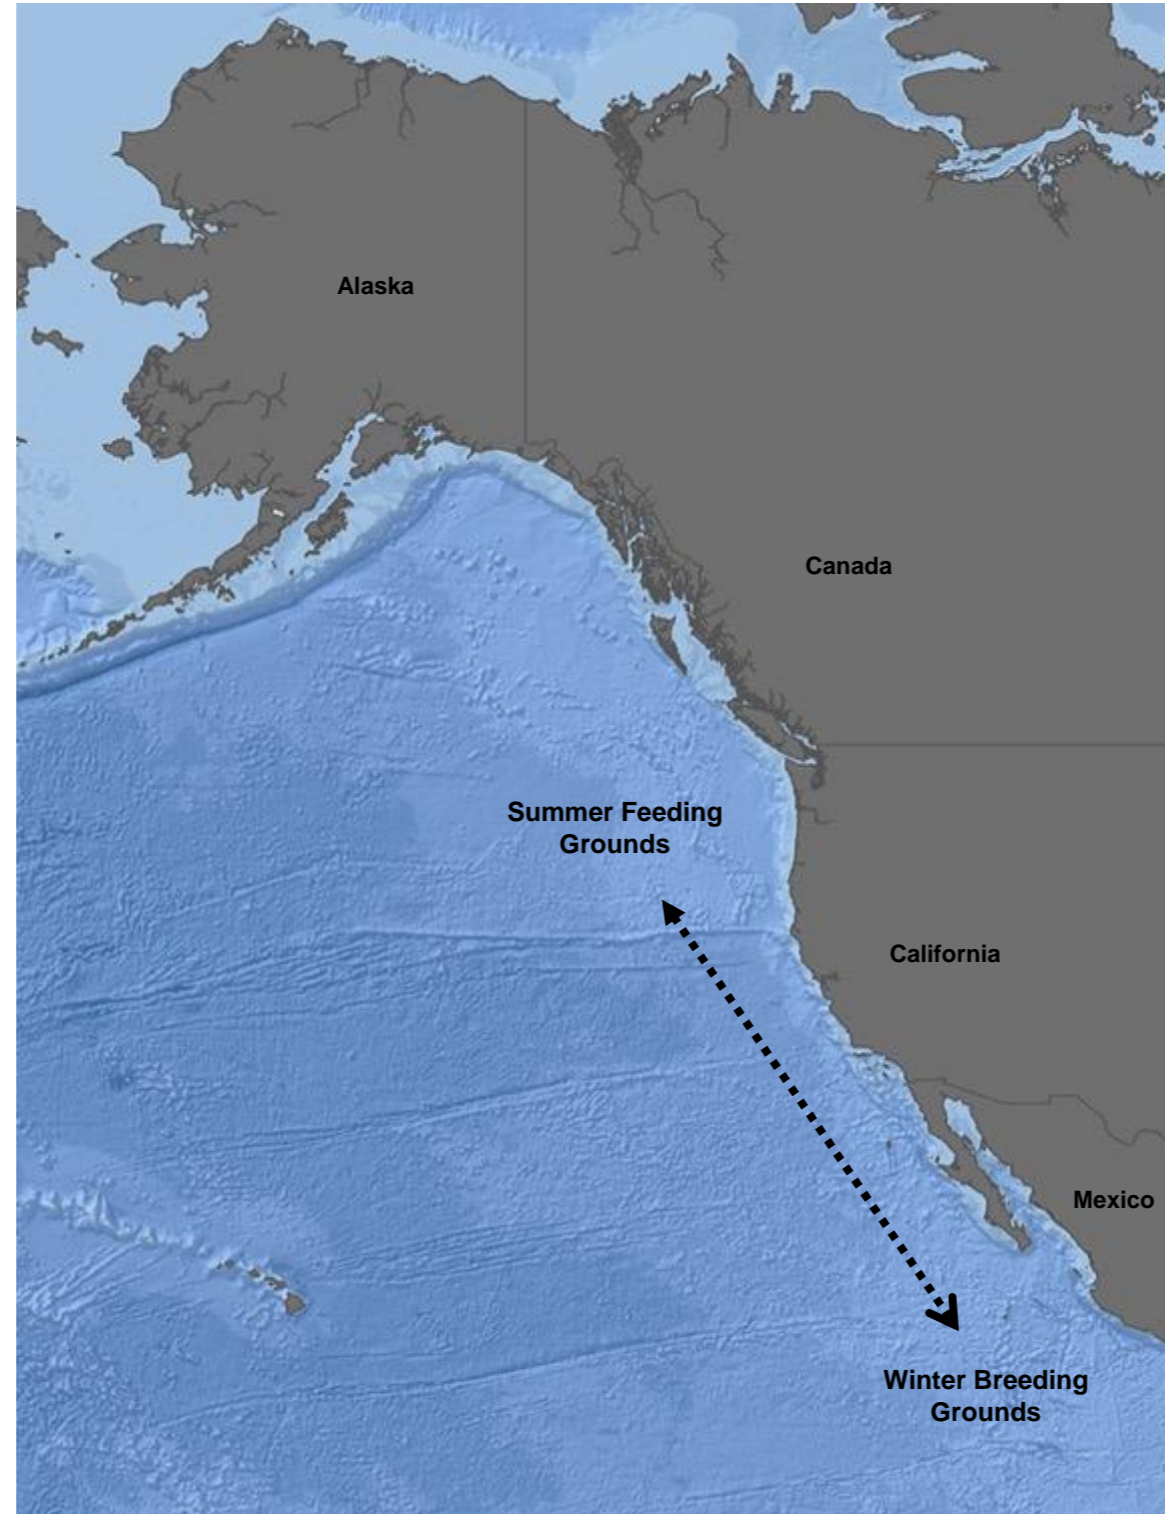 Alaska
Canada
Summer Feeding
Grounds
California
Mexico
Winter Breeding
Grounds